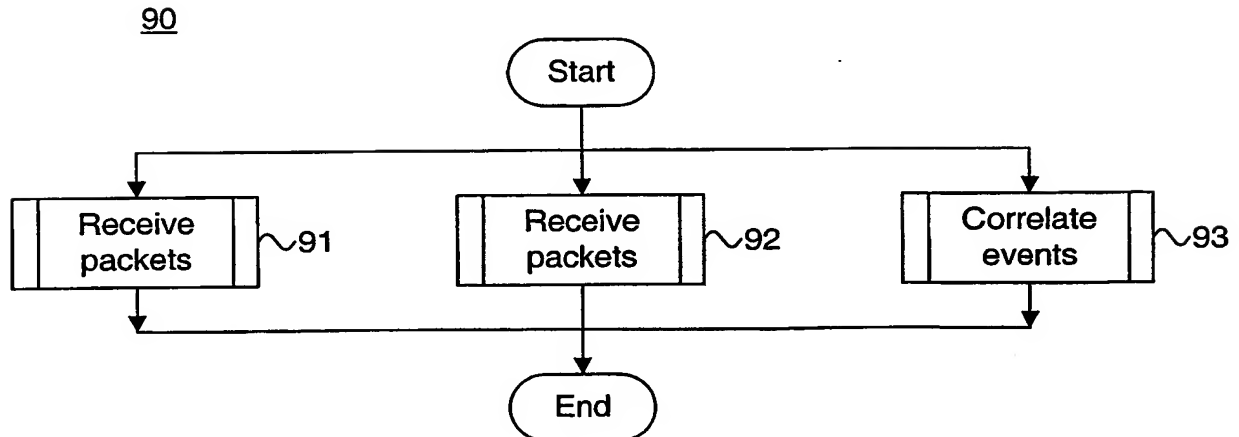 90
Start
Receive
packets
91
Receive
packets
92
Correlate
events
93
End